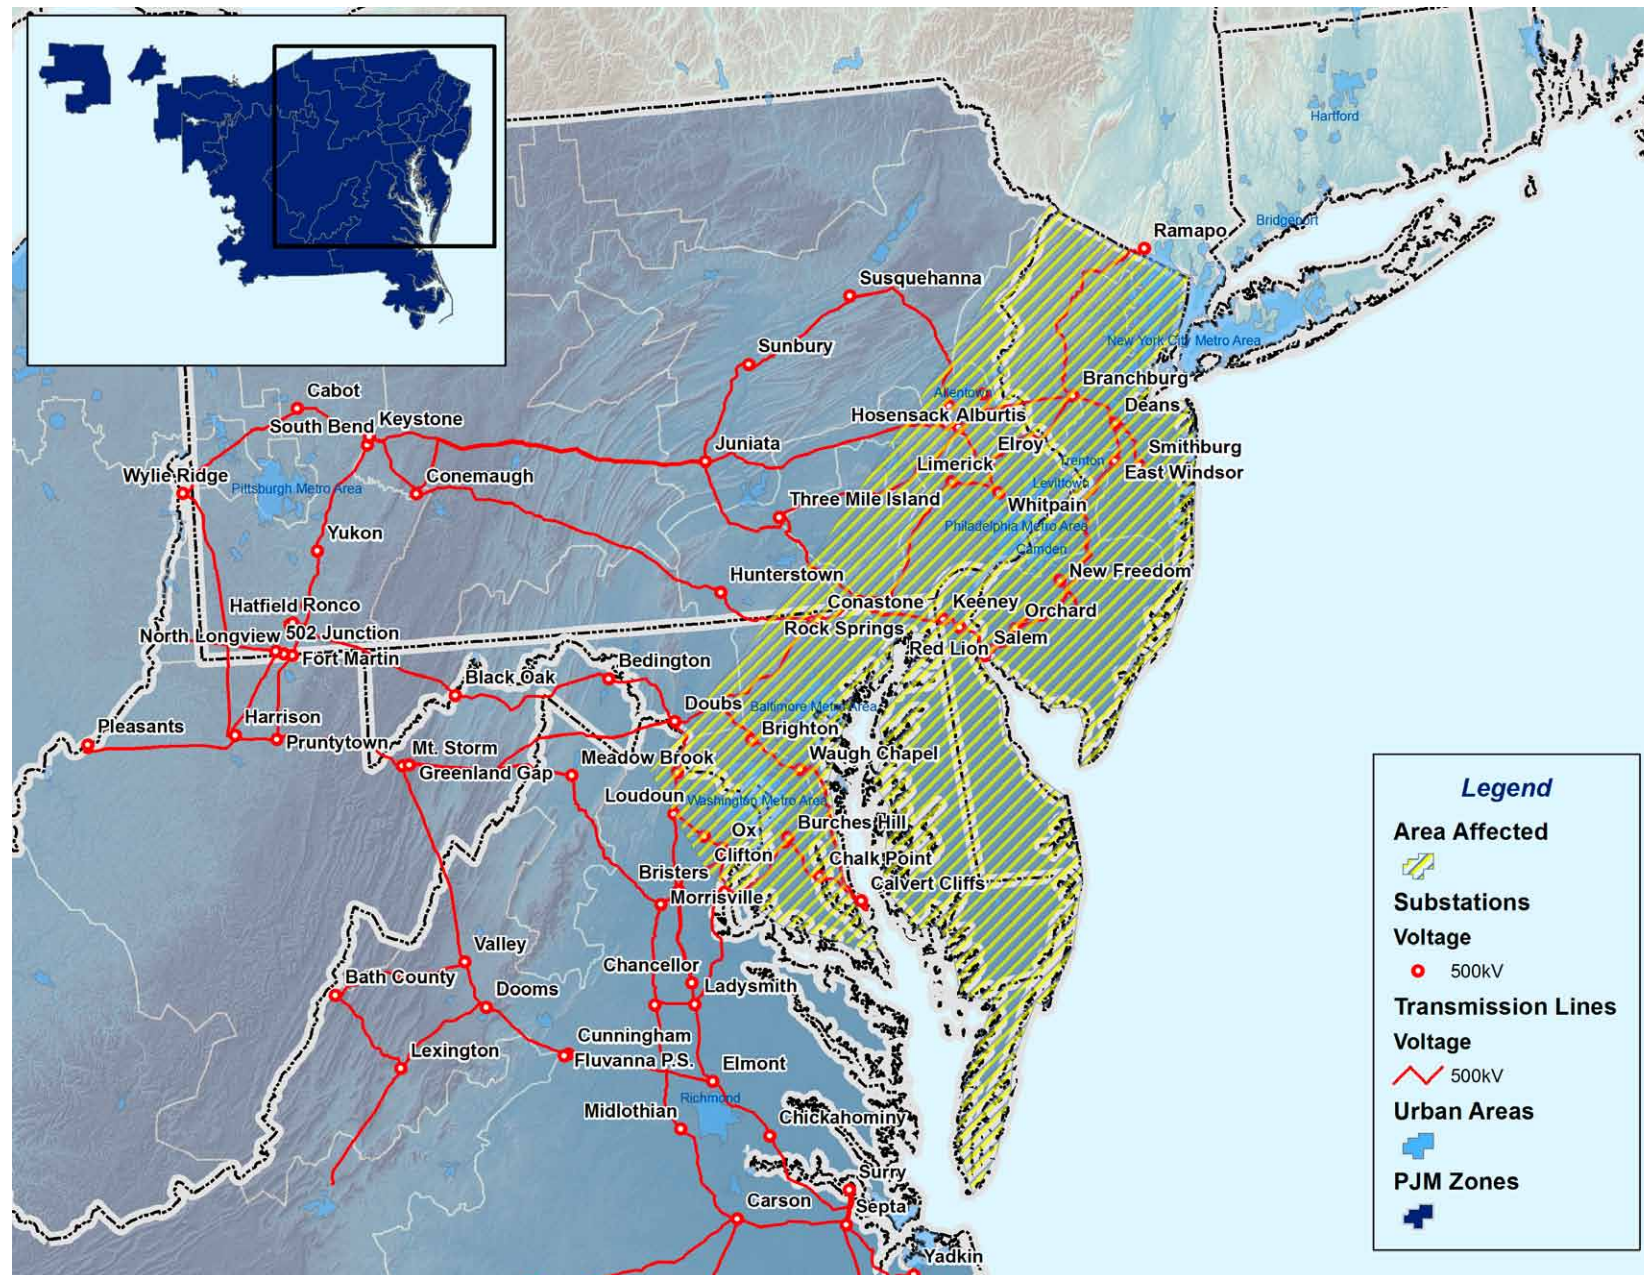 Hartford
Bridgeport
Ramapo
Susquehanna
New York City Metro Area
Sunbury
Branchburg
Cabot
Allentown
Deans
Hosensack Alburtis
South Bend
Keystone
Juniata
Elroy
Smithburg
Limerick
Trenton
East Windsor
Wylie Ridge
Conemaugh
Pittsburgh Metro Area
Levittown
Three Mile Island
Whitpain
Philadelphia Metro Area
Yukon
Camden
New Freedom
Hunterstown
Hatfield Ronco
Conastone
Keeney
Orchard
North Longview
502 Junction
Rock Springs
Salem
Red Lion
Fort Martin
Bedington
Black Oak
Doubs
Baltimore Metro Area
Pleasants
Harrison
Brighton
Pruntytown
Mt. Storm
Meadow Brook
Waugh Chapel
Greenland Gap
Loudoun
Washington Metro Area
Ox
Burches Hill
Clifton
Chalk Point
Bristers
Calvert Cliffs
Morrisville
Valley
Chancellor
Bath County
Dooms
Ladysmith
Cunningham
Lexington
Fluvanna P.S.
Elmont
Richmond
Midlothian
Chickahominy
Surry
Carson
Septa
Yadkin
Legend
Area Affected
Substations
Voltage
500kV
Transmission Lines
Voltage
500kV
Urban Areas
PJM Zones